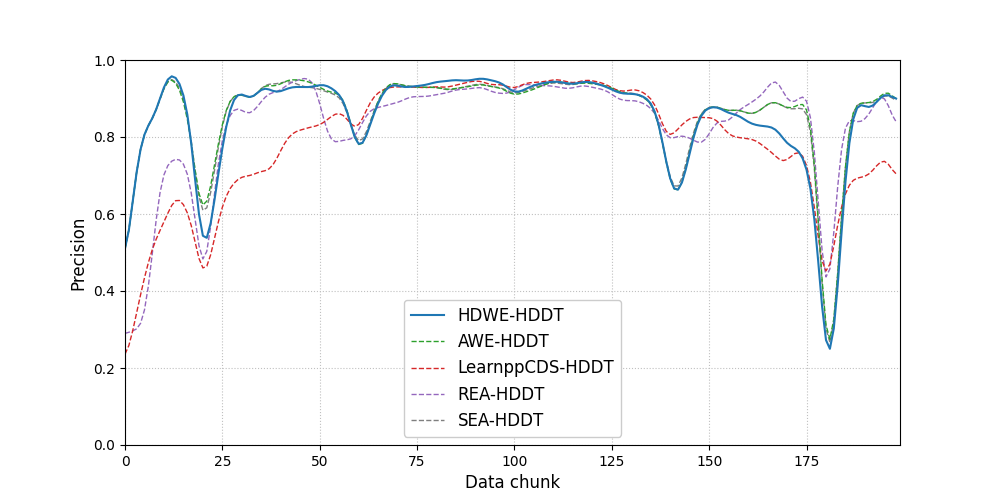 1.0
0.8
0.6
0.4
0.2
0.0
Precision
HDWE-HDDT
AWE-HDDT
LearnppCDS-HDDT
REA-HDDT
SEA-HDDT
0 25 50 75 100 125 150 175
Data chunk